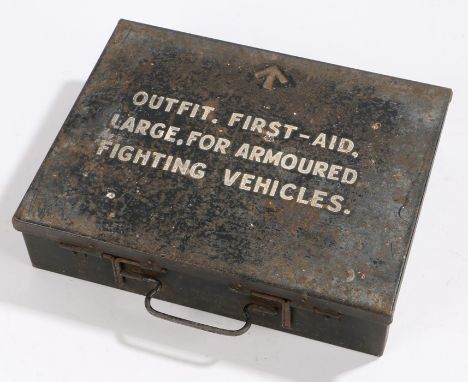 OUTFIT. FIRST-AID,
LARGE, FOR ARMOURED
FIGHTING VEHICLES.